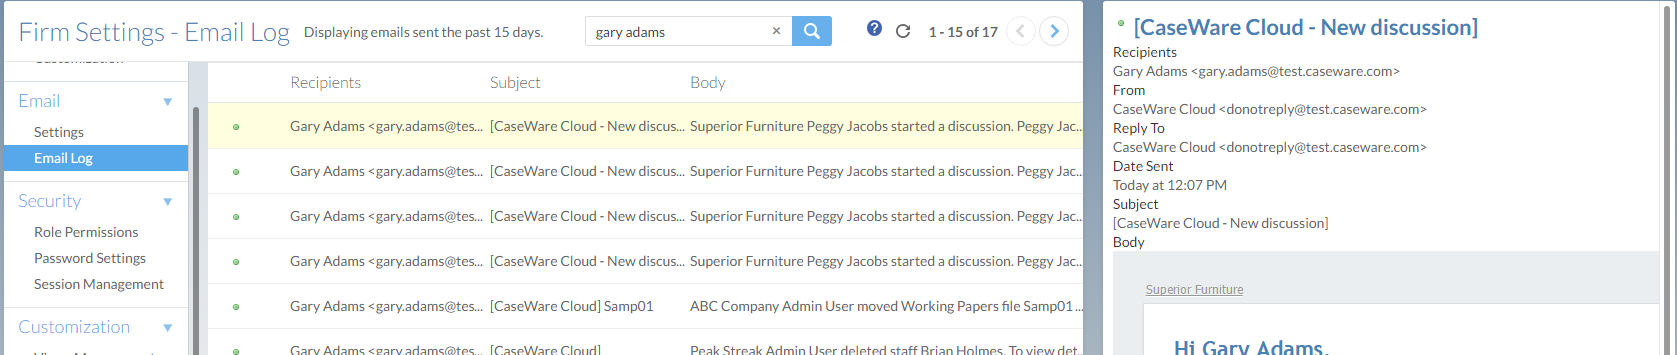 Firm Settings - Email Log
Displaying emails sent the past 15 days.
gary adams ×
?
1 - 15 of 17
Email
Settings
Email Log
Security
Role Permissions
Password Settings
Session Management
Customization
Recipients Subject Body
Gary Adams <gary.adams@tes... [CaseWare Cloud - New discus... Superior Furniture Peggy Jacobs started a discussion. Peggy Jac...
Gary Adams <gary.adams@tes... [CaseWare Cloud - New discus... Superior Furniture Peggy Jacobs started a discussion. Peggy Jac...
Gary Adams <gary.adams@tes... [CaseWare Cloud - New discus... Superior Furniture Peggy Jacobs started a discussion. Peggy Jac...
Gary Adams <gary.adams@tes... [CaseWare Cloud - New discus... Superior Furniture Peggy Jacobs started a discussion. Peggy Jac...
Gary Adams <gary.adams@tes... [CaseWare Cloud] Samp01 ABC Company Admin User moved Working Papers file Samp01 ...
Gary Adams <gary.adams@tes... [CaseWare Cloud] Peak Streak Admin User deleted staff Brian Holmes. To view det...
[CaseWare Cloud - New discussion]
Recipients
Gary Adams <gary.adams@test.caseware.com>
From
CaseWare Cloud <donotreply@test.caseware.com>
Reply To
CaseWare Cloud <donotreply@test.caseware.com>
Date Sent
Today at 12:07 PM
Subject
[CaseWare Cloud - New discussion]
Body
Superior Furniture
Hi Gary Adams,